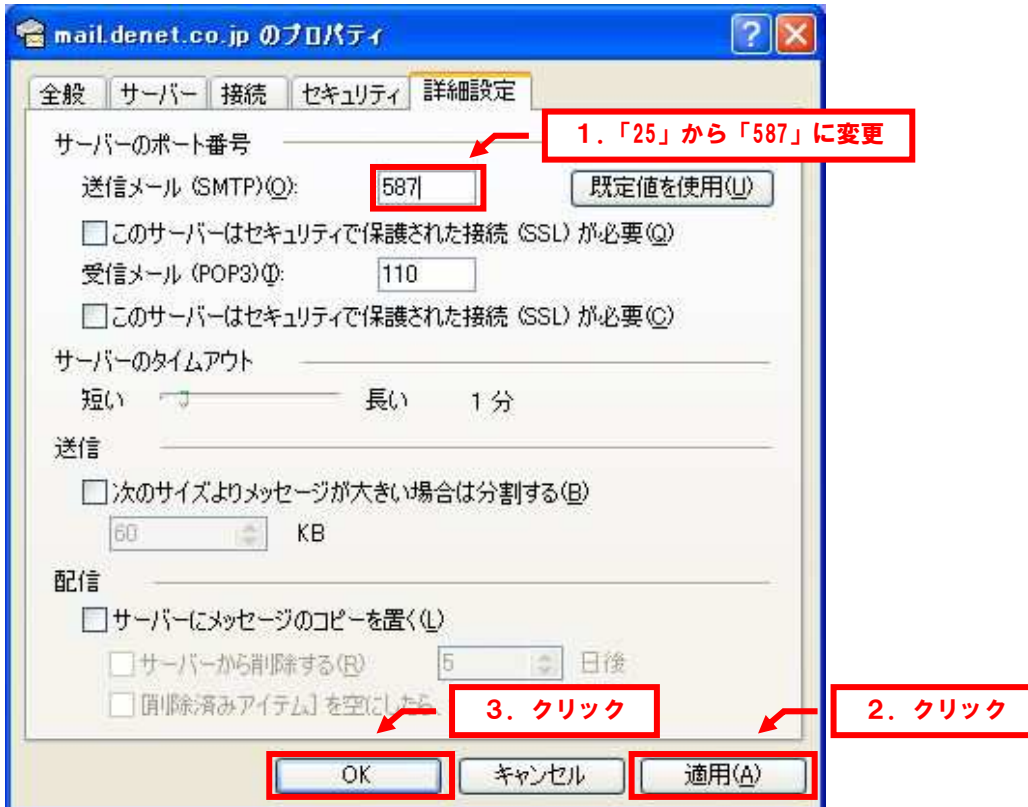 mail.denet.co.jp のプロパティ
全般 サーバー 接続 セキュリティ 詳細設定
1.「25」から「587」に変更
サーバーのポート番号
送信メール (SMTP)(O): 587 既定値を使用(U)
このサーバーはセキュリティで保護された接続 (SSL) が必要(Q)
受信メール (POP3)(I): 110
このサーバーはセキュリティで保護された接続 (SSL) が必要(C)
サーバーのタイムアウト
短い 長い 1 分
送信
次のサイズよりメッセージが大きい場合は分割する(B)
60 KB
配信
サーバーにメッセージのコピーを置く(L)
サーバーから削除する(R) 5 日後
[削除済みアイテム] を空にしたら、
3. クリック
2. クリック
OK キャンセル 適用(A)